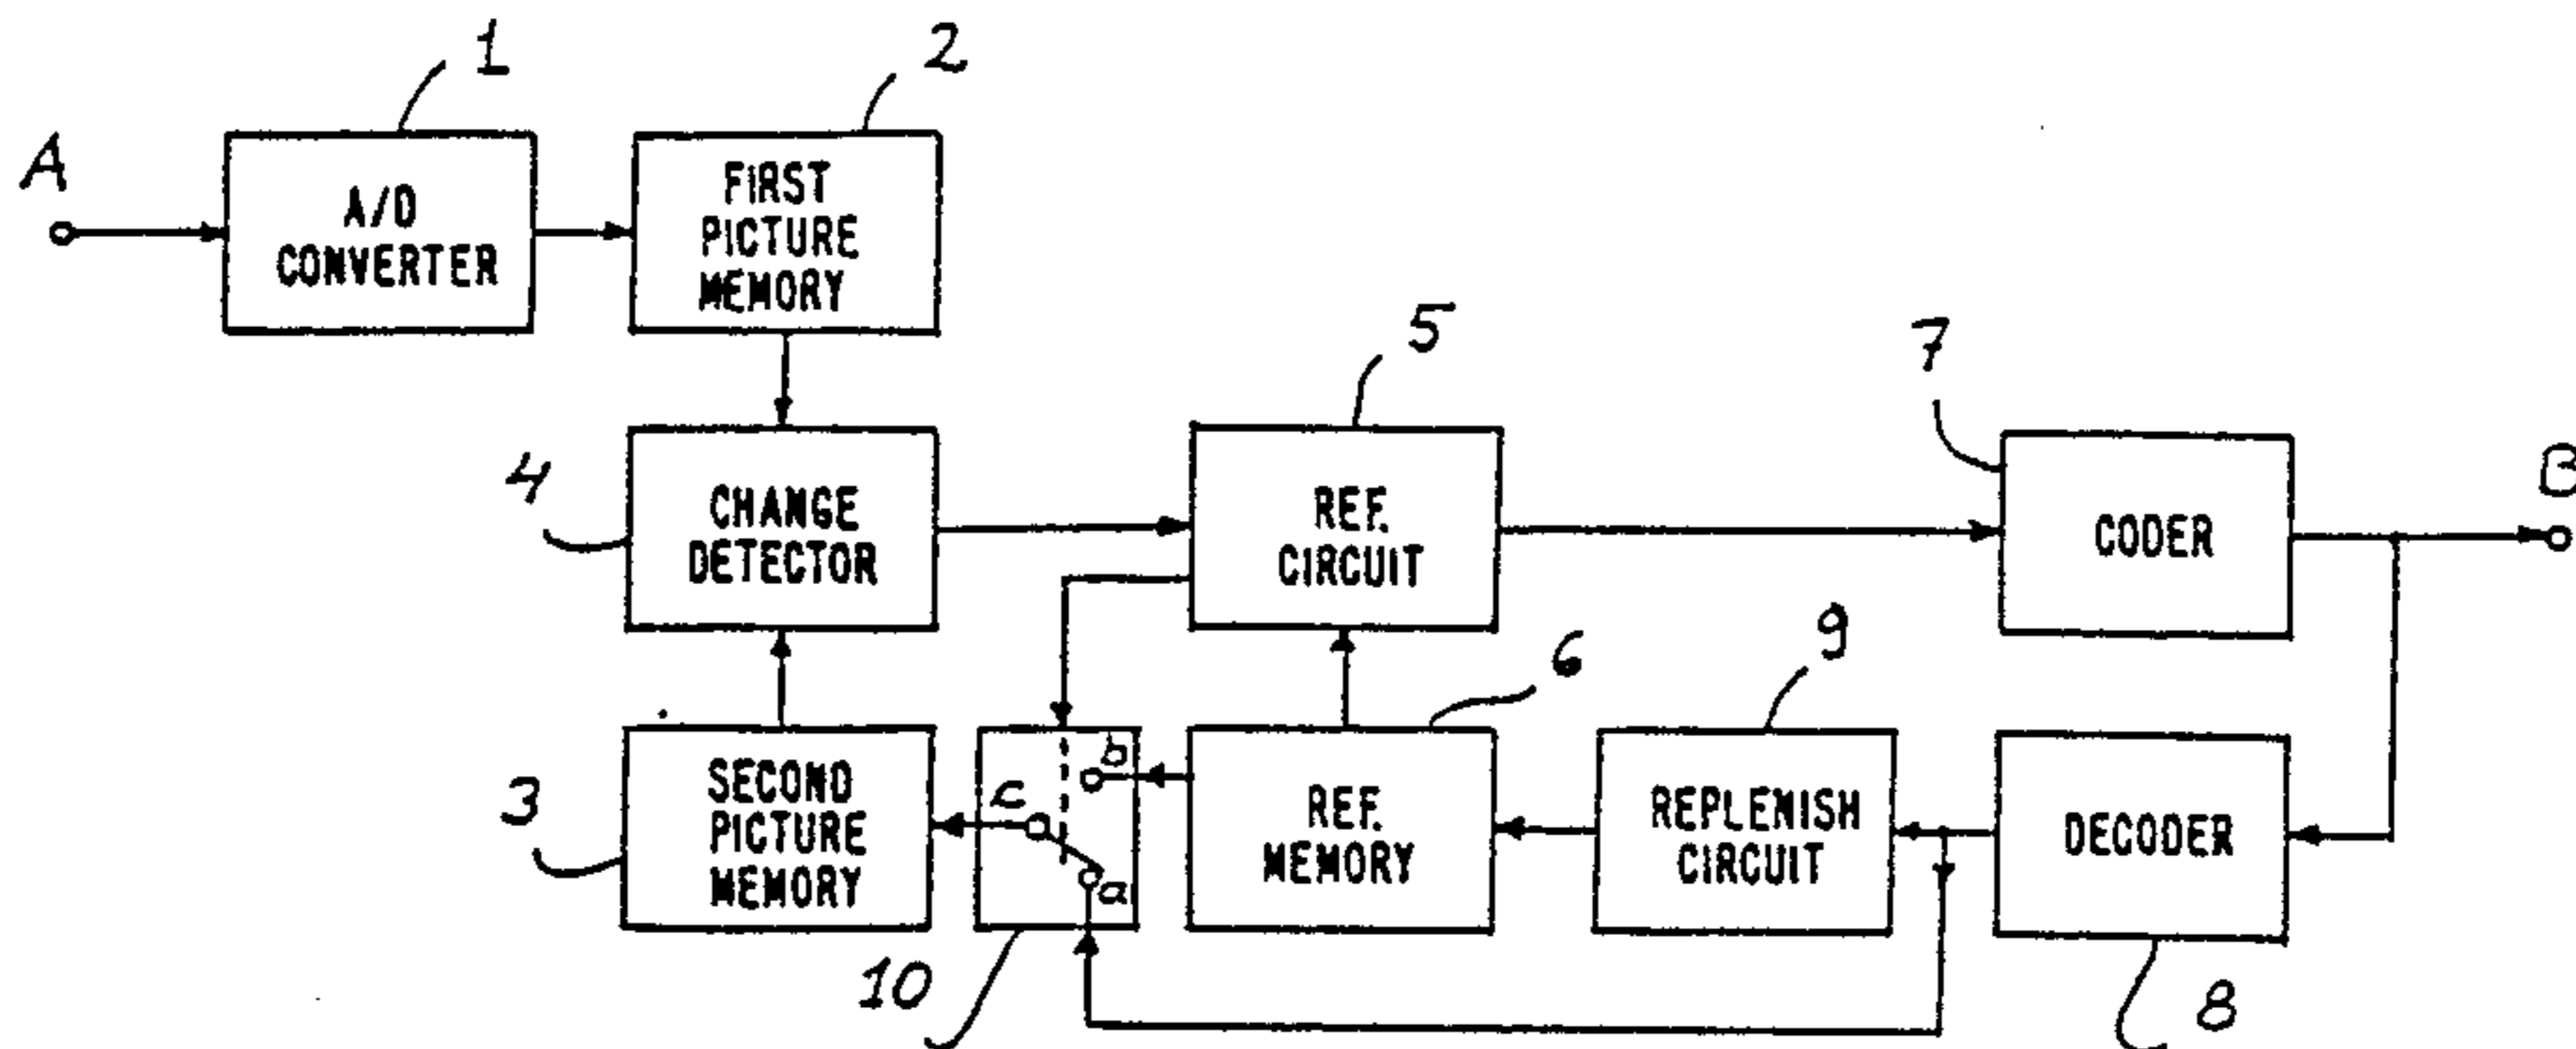 1
2
A
A/D
CONVERTER
FIRST
PICTURE
MEMORY
5
7
4
CHANGE
DETECTOR
REF.
CIRCUIT
CODER
B
6
9
3
SECOND
PICTURE
MEMORY
b
c
a
REF.
MEMORY
REPLENISH
CIRCUIT
DECODER
10
8